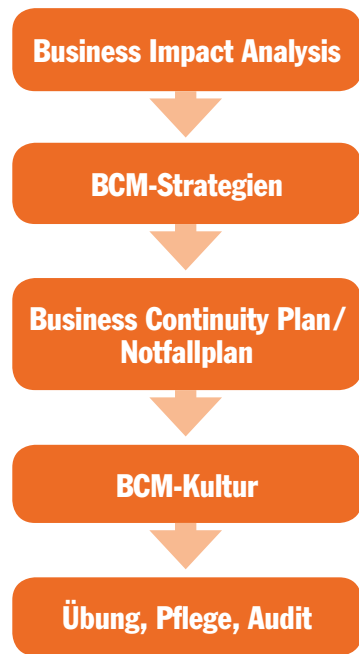 Business Impact Analysis
BCM-Strategien
Business Continuity Plan/
Notfallplan
BCM-Kultur
Übung, Pflege, Audit